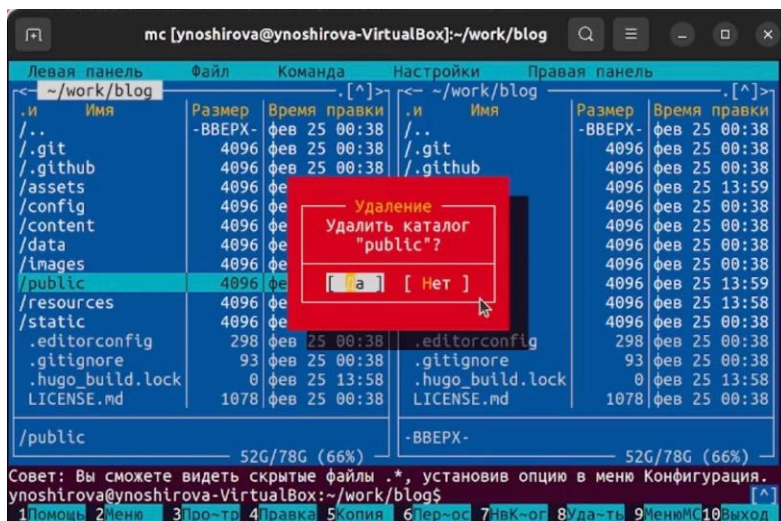 mc [ynoshirova@ynoshirova-VirtualBox]:~/work/blog
Левая панель Файл Команда Настройки Правая панель
<— ~/work/blog .[^]> <— ~/work/blog .[^]>
.и Имя Размер Время правки .и Имя Размер Время правки
/.. -ВВЕРХ- фев 25 00:38 /.. -ВВЕРХ- фев 25 00:38
/.git 4096 фев 25 00:38 /.git 4096 фев 25 00:38
/.github 4096 фев 25 00:38 /.github 4096 фев 25 00:38
/assets 4096 фе 4096 фев 25 13:59
/config 4096 фе Удаление 4096 фев 25 00:38
/content 4096 фе Удалить каталог 4096 фев 25 00:38
/data 4096 фе "public"? 4096 фев 25 00:38
/images 4096 фе 4096 фев 25 00:38
/public 4096 фе [ Да ] [ Нет ] 4096 фев 25 13:59
/resources 4096 фе 4096 фев 25 13:58
/static 4096 фе 4096 фев 25 00:38
.editorconfig 298 фев 25 00:38 .editorconfig 298 фев 25 00:38
.gitignore 93 фев 25 00:38 .gitignore 93 фев 25 00:38
.hugo_build.lock 0 фев 25 13:58 .hugo_build.lock 0 фев 25 13:58
LICENSE.md 1078 фев 25 00:38 LICENSE.md 1078 фев 25 00:38
/public -ВВЕРХ-
52G/78G (66%) 52G/78G (66%)
Совет: Вы сможете видеть скрытые файлы .*, установив опцию в меню Конфигурация.
ynoshirova@ynoshirova-VirtualBox:~/work/blog$ [^]
1Помощь 2Меню 3Про~тр 4Правка 5Копия 6Пер~ос 7НвК~ог 8Уда~ть 9МенюMC 10Выход